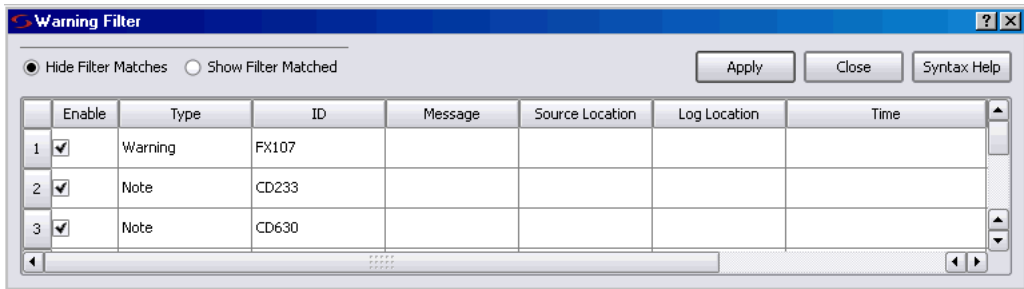 Warning Filter
Hide Filter Matches Show Filter Matched Apply Close Syntax Help
Enable Type ID Message Source Location Log Location Time
1 Warning FX107
2 Note CD233
3 Note CD630